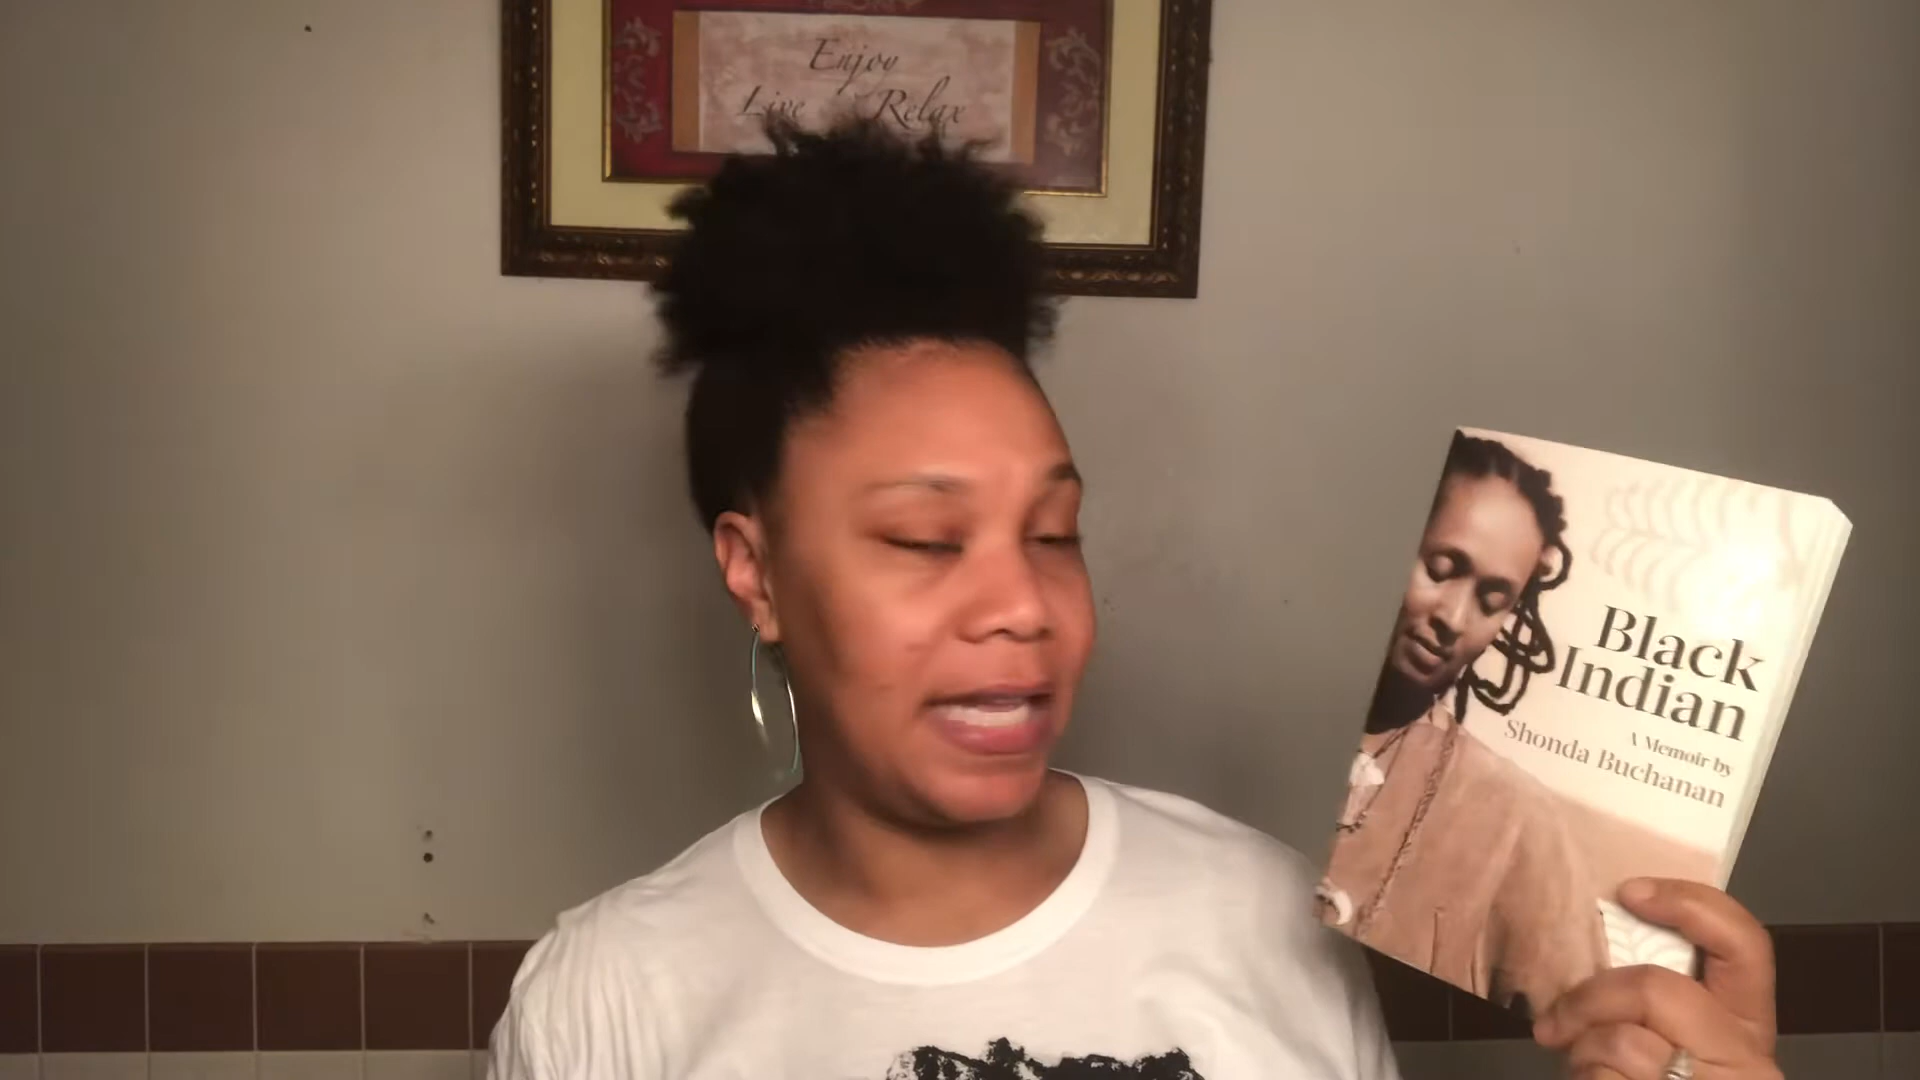 Enjoy
Live Relax
Black
Indian
A Memoir by
Shonda Buchanan